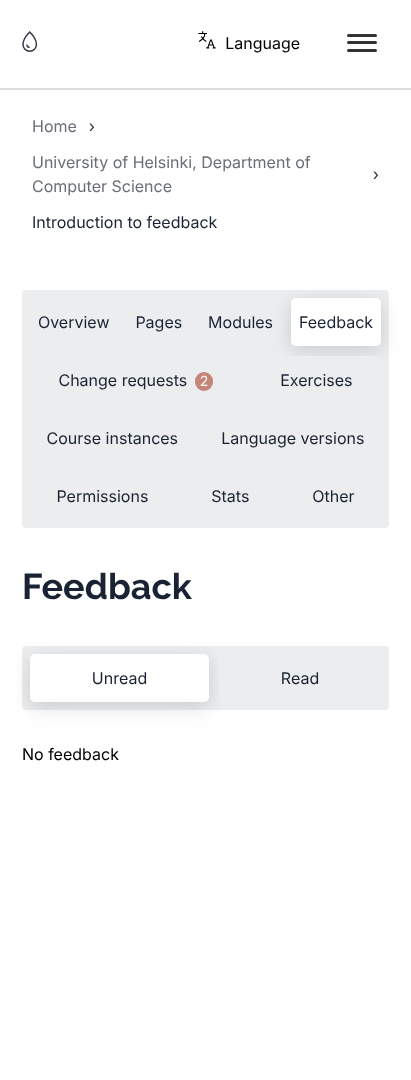 Language
Home ›
University of Helsinki, Department of
Computer Science ›
Introduction to feedback
Overview Pages Modules Feedback
Change requests 2 Exercises
Course instances Language versions
Permissions Stats Other
Feedback
Unread Read
No feedback